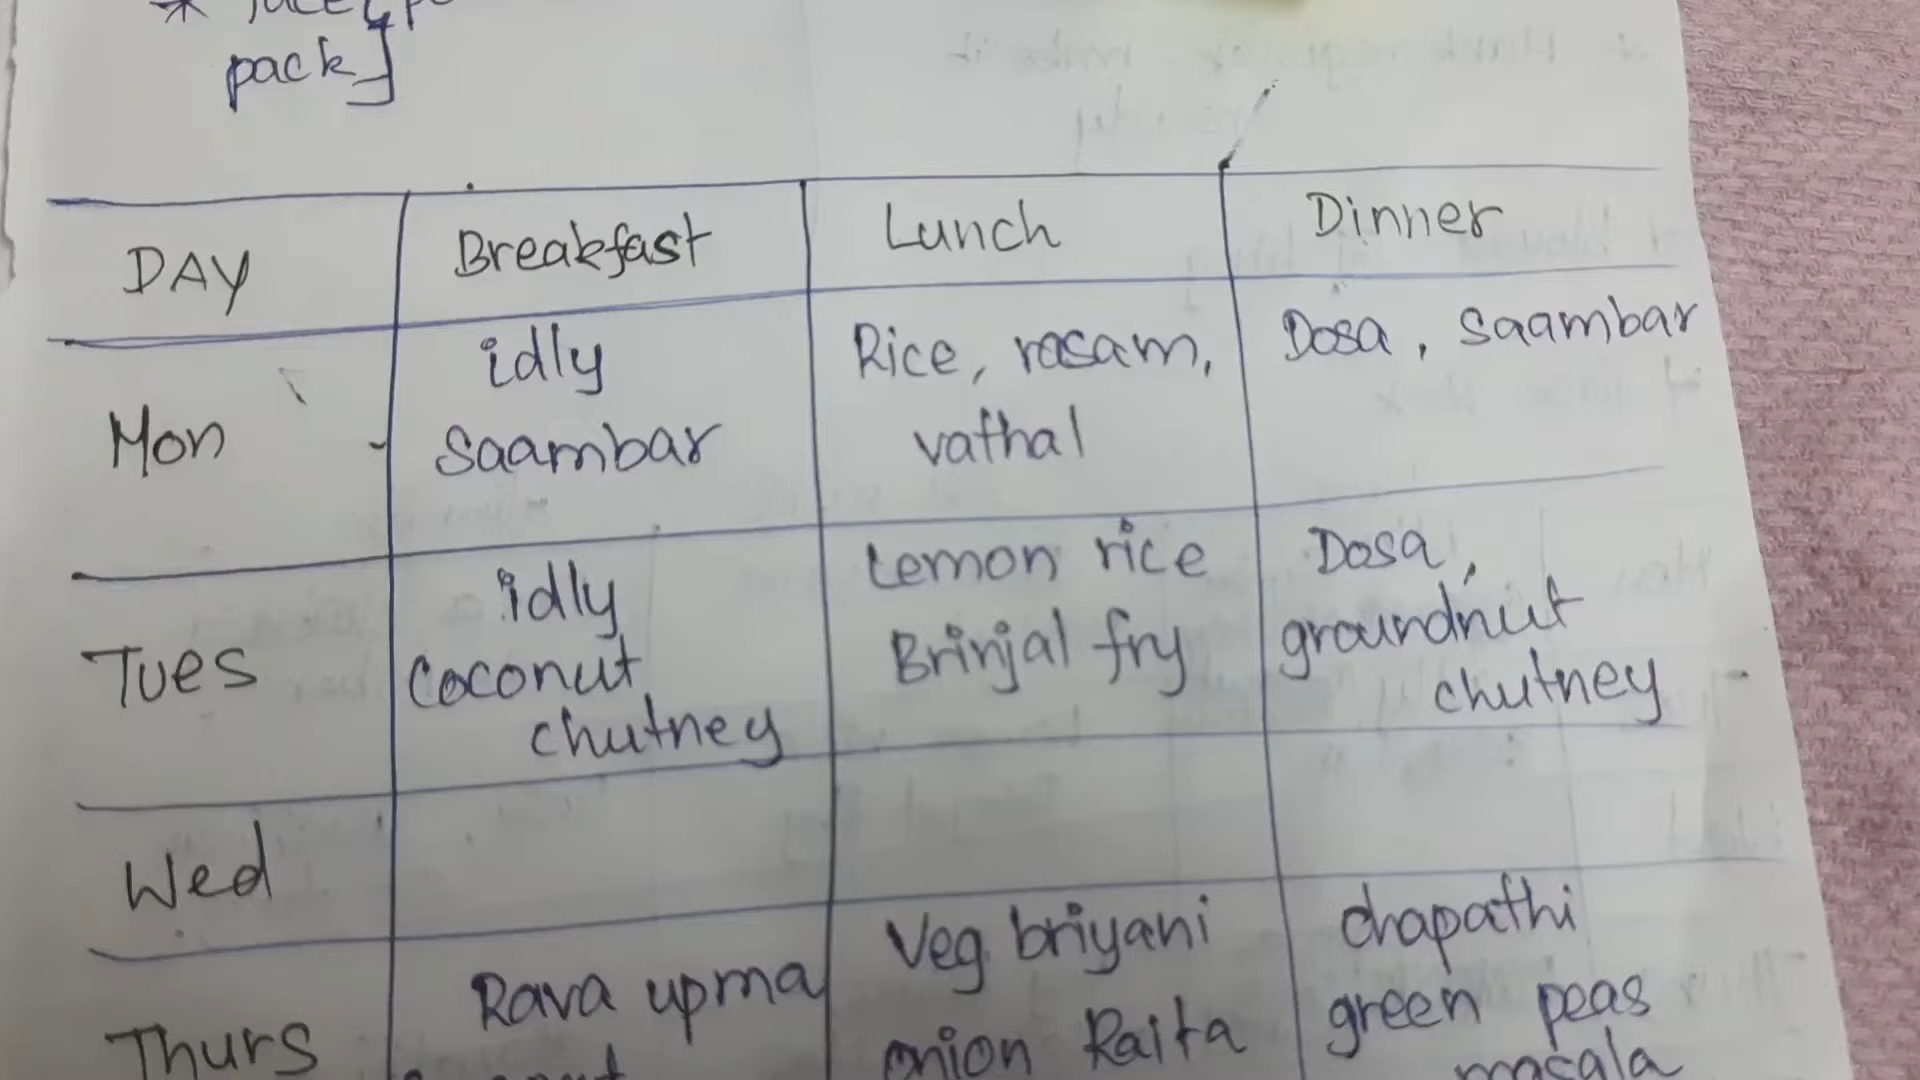 pack]
DAY Breakfast Lunch Dinner
Mon idly Rice, rasam, Dosa, Saambar
Saambar vathal
Tues idly Lemon rice Dosa,
coconut Brinjal fry groundnut
chutney chutney
Wed
Thurs Rava upma Veg briyani chapathi
onion Raita green peas
masala